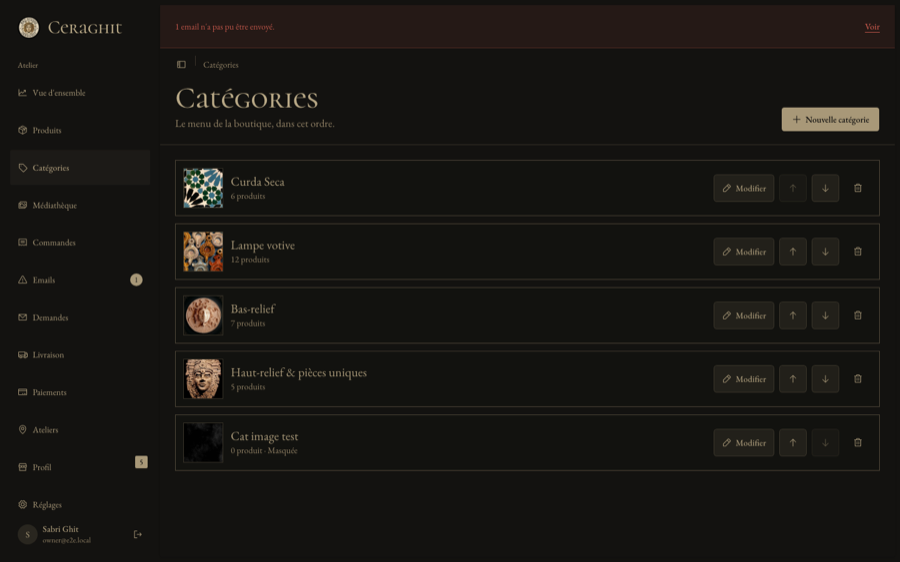 Ceraghit
Atelier
Vue d'ensemble
Produits
Catégories
Médiathèque
Commandes
Emails
1
Demandes
Livraison
Paiements
Ateliers
Profil
5
Réglages
S
Sabri Ghit
owner@e2e.local
1 email n'a pas pu être envoyé.
Voir
Catégories
Catégories
Le menu de la boutique, dans cet ordre.
Nouvelle catégorie
Curda Seca
6 produits
Modifier
Lampe votive
12 produits
Modifier
Bas-relief
7 produits
Modifier
Haut-relief & pièces uniques
5 produits
Modifier
Cat image test
0 produit · Masquée
Modifier